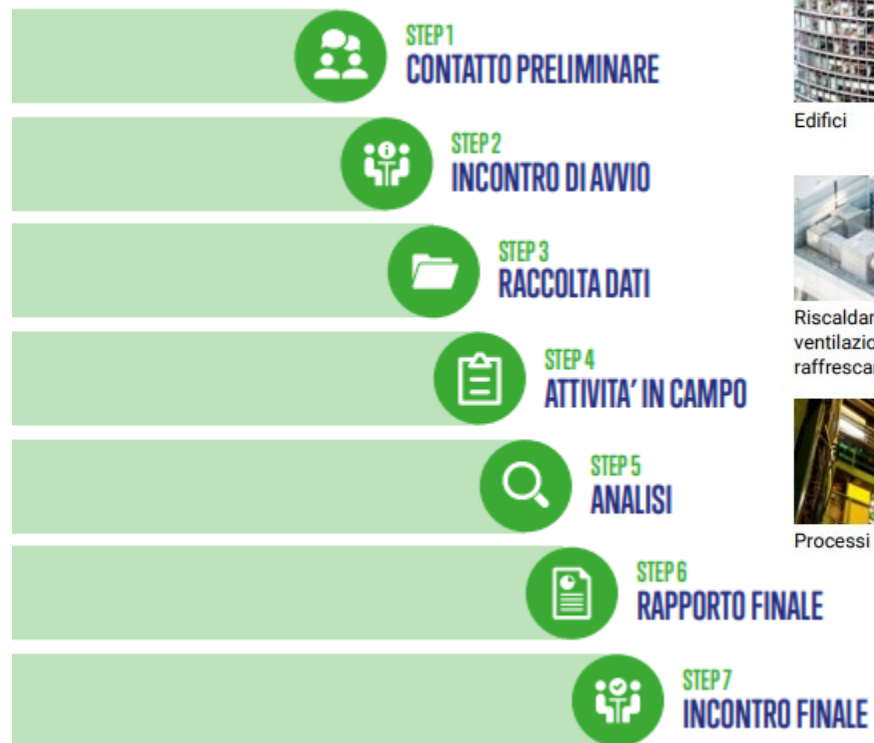 STEP 1
CONTATTO PRELIMINARE
STEP 2
INCONTRO DI AVVIO
STEP 3
RACCOLTA DATI
STEP 4
ATTIVITA’ IN CAMPO
STEP 5
ANALISI
STEP 6
RAPPORTO FINALE
STEP 7
INCONTRO FINALE
Edifici
Processi